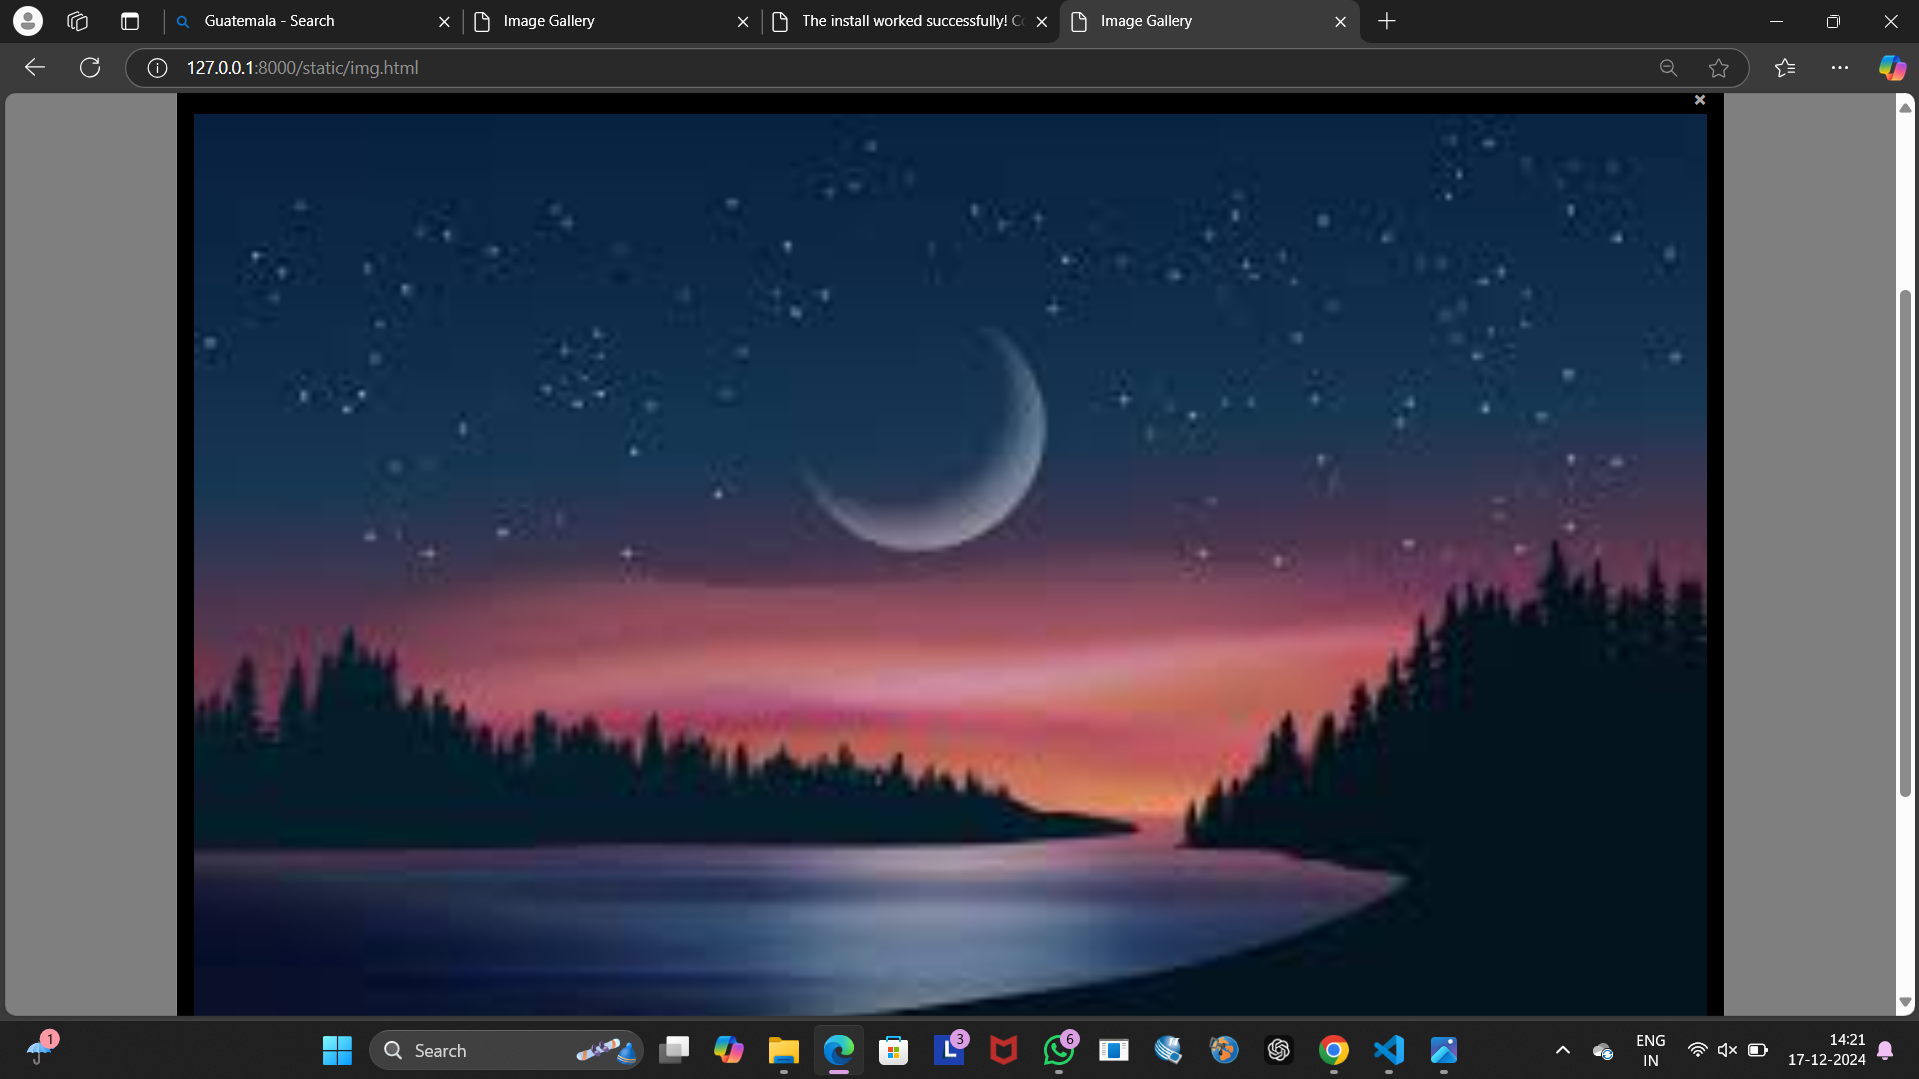 Guatemala - Search
Image Gallery
The install worked successfully! Co
Image Gallery
127.0.0.1:8000/static/img.html
1
Search
L
3
6
ENG
IN
14:21
17-12-2024